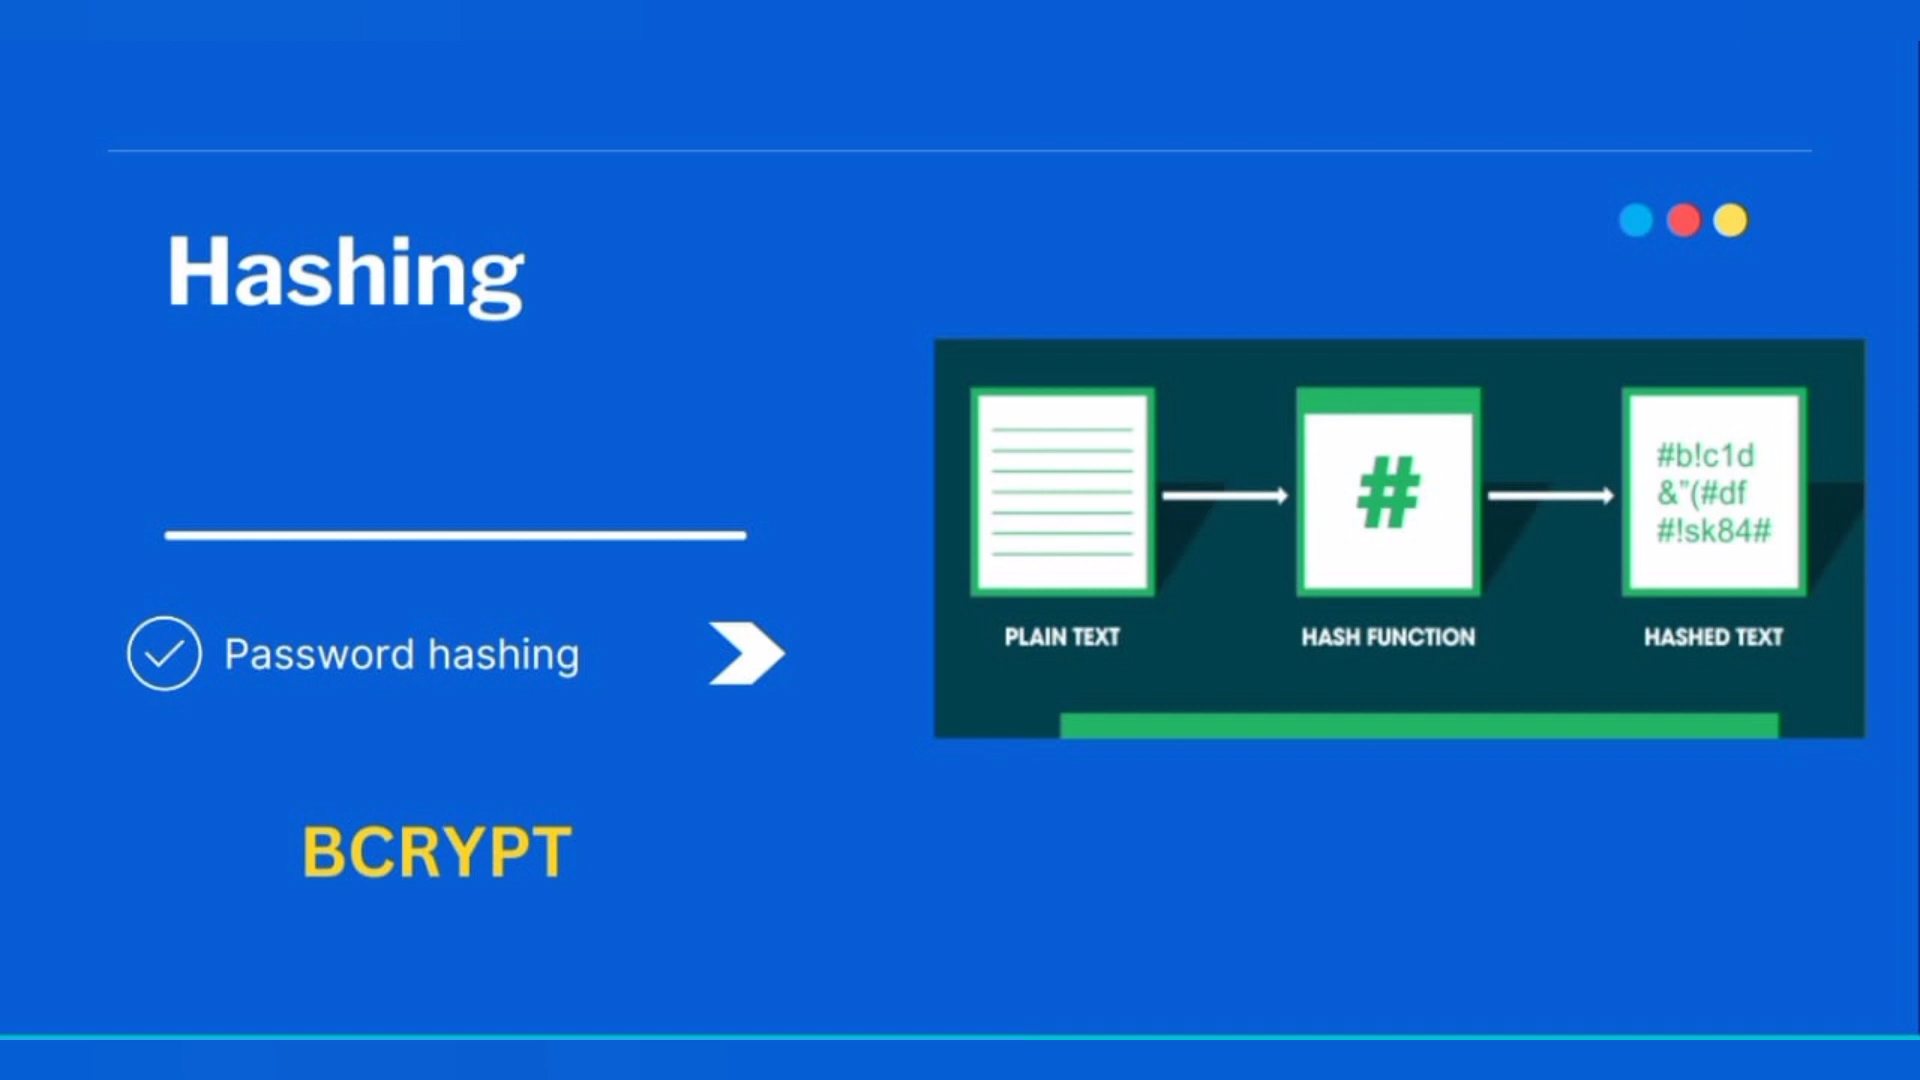 Hashing
Password hashing
BCRYPT
#
#b!c1d
&"(#df
#!sk84#
PLAIN TEXT
HASH FUNCTION
HASHED TEXT